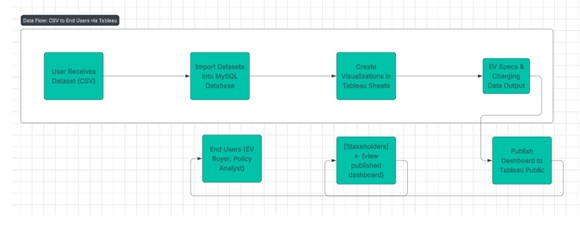 Data Flow: CSV to End Users via Tableau
User Receives
Dataset (CSV)
Import Datasets
Into MySQL
Database
Create
Visualizations in
Tableau Sheets
EV Specs &
Charging
Data Output
End Users (EV
Buyer, Policy
Analyst)
[Stakeholders]
<- (view
published
dashboard)
Publish
Dashboard to
Tableau Public